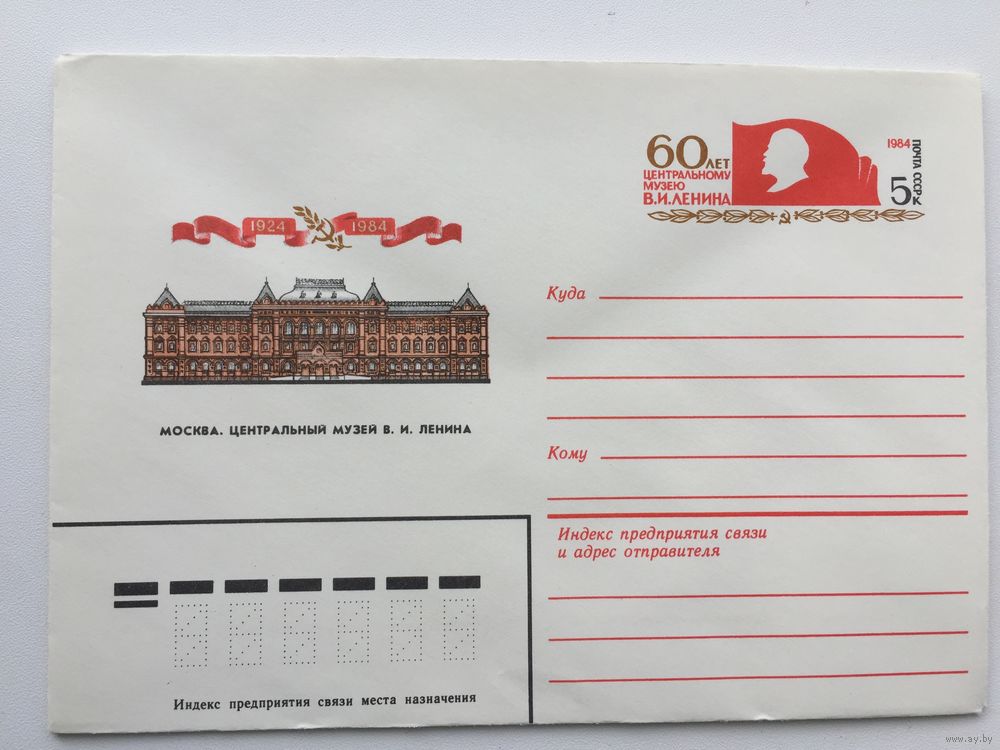 60 ЛЕТ
ЦЕНТРАЛЬНОМУ
МУЗЕЮ
В.И.ЛЕНИНА
1984
ПОЧТА СССР
5к
1924 1984
МОСКВА. ЦЕНТРАЛЬНЫЙ МУЗЕЙ В. И. ЛЕНИНА
Куда
Кому
Индекс предприятия связи
и адрес отправителя
Индекс предприятия связи места назначения
www.ay.by